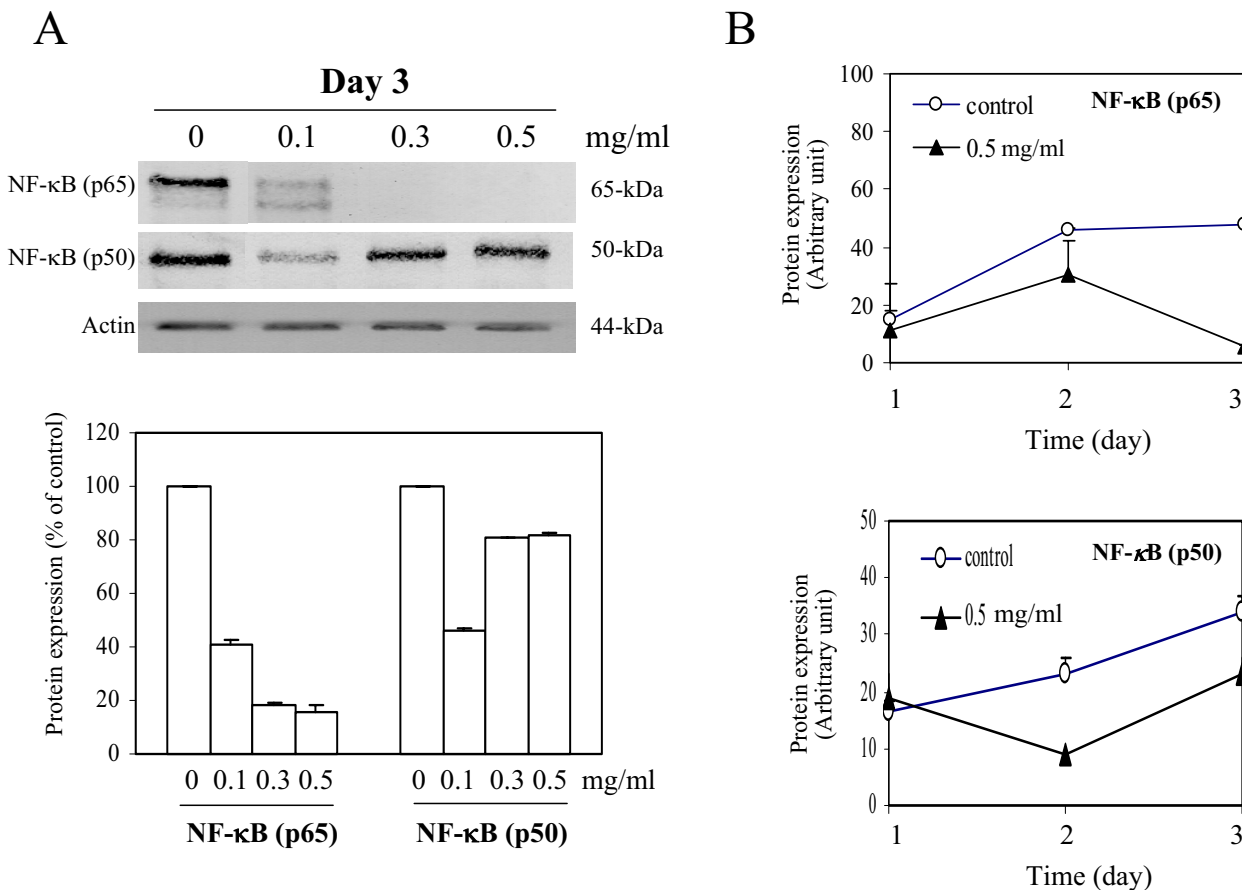 A
Day 3
0 0.1 0.3 0.5 mg/ml
NF-κB (p65) 65-kDa
NF-κB (p50) 50-kDa
Actin 44-kDa
Protein expression (% of control)
120
100
80
60
40
20
0
0 0.1 0.3 0.5 0 0.1 0.3 0.5 mg/ml
NF-κB (p65) NF-κB (p50)
B
Protein expression
(Arbitrary unit)
100
80
60
40
20
0
control
0.5 mg/ml
NF-κB (p65)
1 2 3
Time (day)
Protein expression
(Arbitrary unit)
50
40
30
20
10
0
control
0.5 mg/ml
NF-κB (p50)
1 2 3
Time (day)